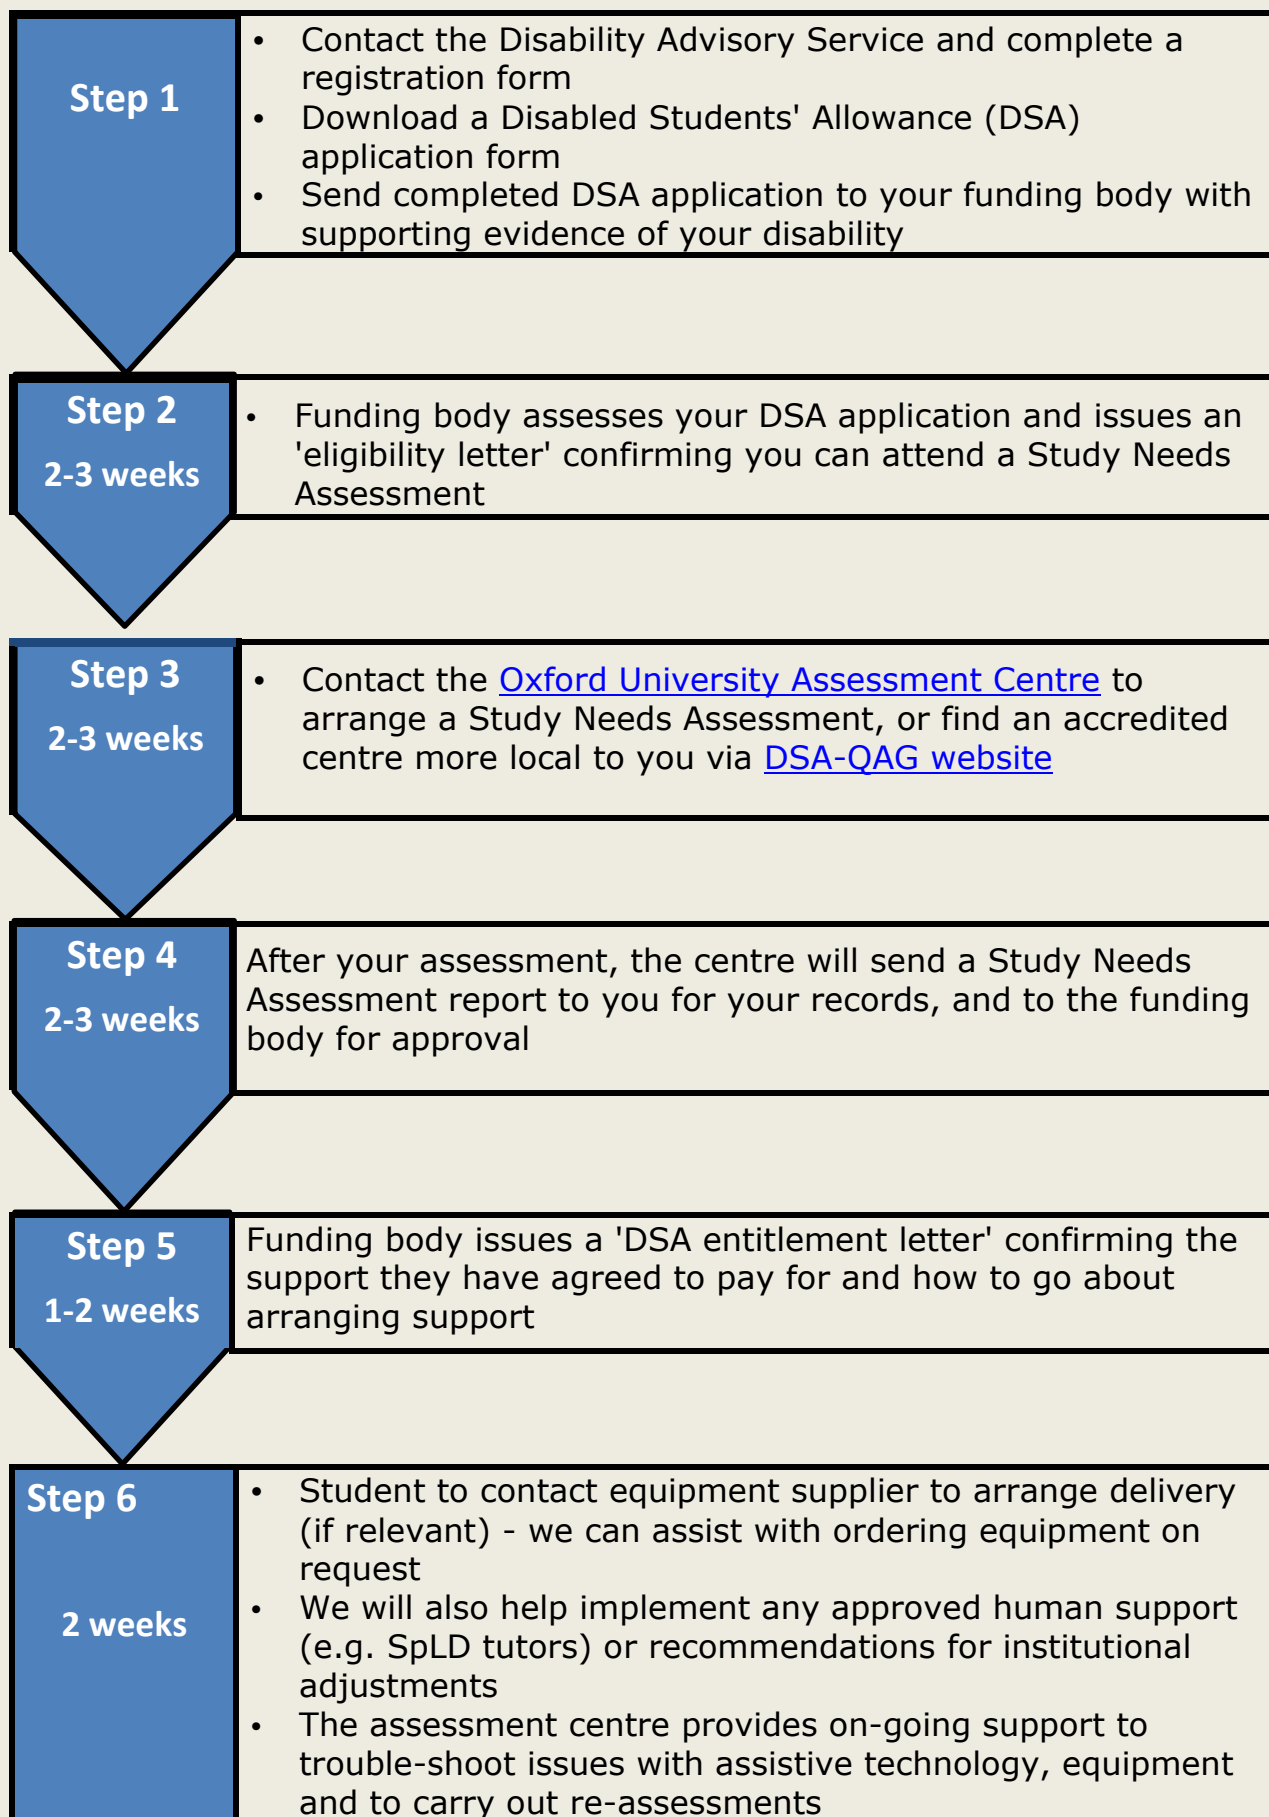 Step 1
• Contact the Disability Advisory Service and complete a
registration form
• Download a Disabled Students' Allowance (DSA)
application form
• Send completed DSA application to your funding body with
supporting evidence of your disability
Step 2
2-3 weeks
• Funding body assesses your DSA application and issues an
'eligibility letter' confirming you can attend a Study Needs
Assessment
Step 3
2-3 weeks
• Contact the Oxford University Assessment Centre to
arrange a Study Needs Assessment, or find an accredited
centre more local to you via DSA-QAG website
Step 4
2-3 weeks
After your assessment, the centre will send a Study Needs
Assessment report to you for your records, and to the funding
body for approval
Step 5
1-2 weeks
Funding body issues a 'DSA entitlement letter' confirming the
support they have agreed to pay for and how to go about
arranging support
Step 6
2 weeks
• Student to contact equipment supplier to arrange delivery
(if relevant) - we can assist with ordering equipment on
request
• We will also help implement any approved human support
(e.g. SpLD tutors) or recommendations for institutional
adjustments
• The assessment centre provides on-going support to
trouble-shoot issues with assistive technology, equipment
and to carry out re-assessments